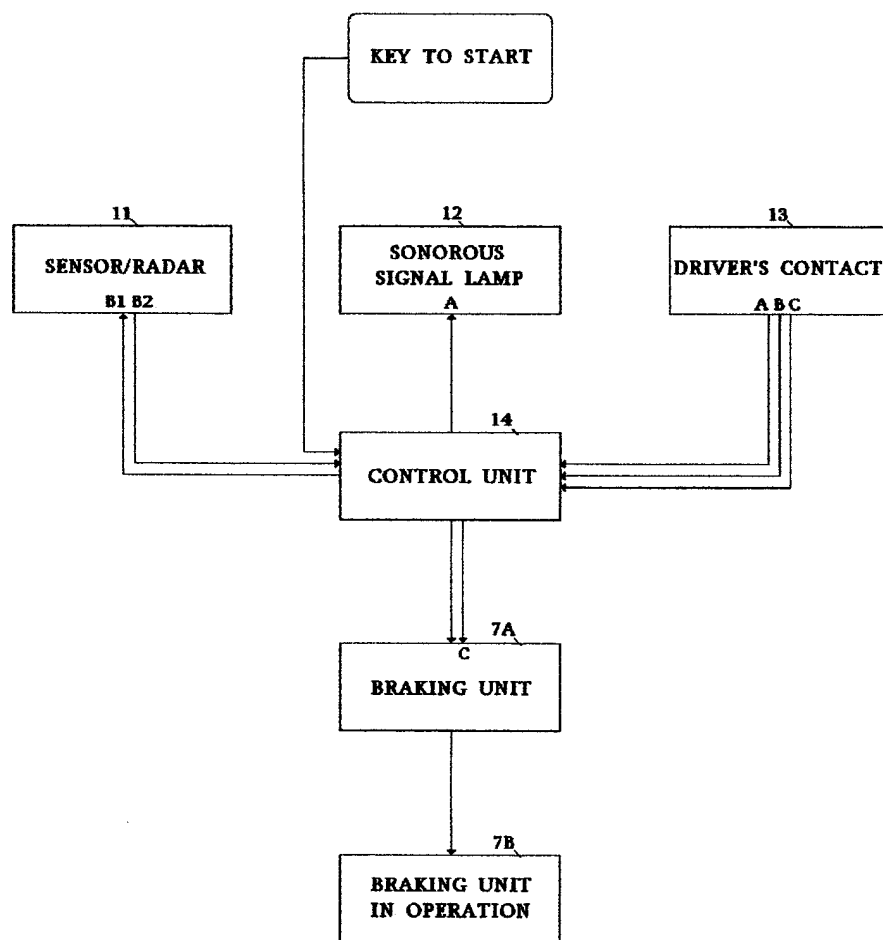 KEY TO START
11
SENSOR/RADAR
B1 B2
12
SONOROUS
SIGNAL LAMP
A
13
DRIVER'S CONTACT
A B C
14
CONTROL UNIT
7A
C
BRAKING UNIT
7B
BRAKING UNIT
IN OPERATION